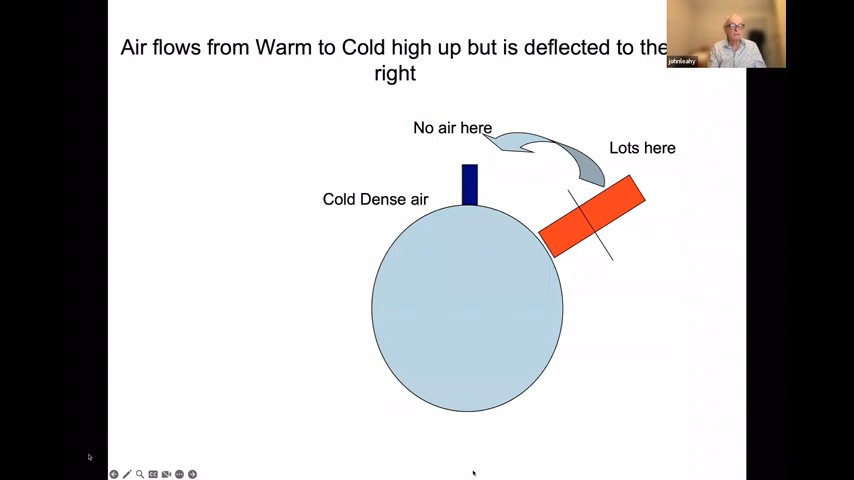 Air flows from Warm to Cold high up but is deflected to the
right
No air here
Lots here
Cold Dense air
johnleahy
CC